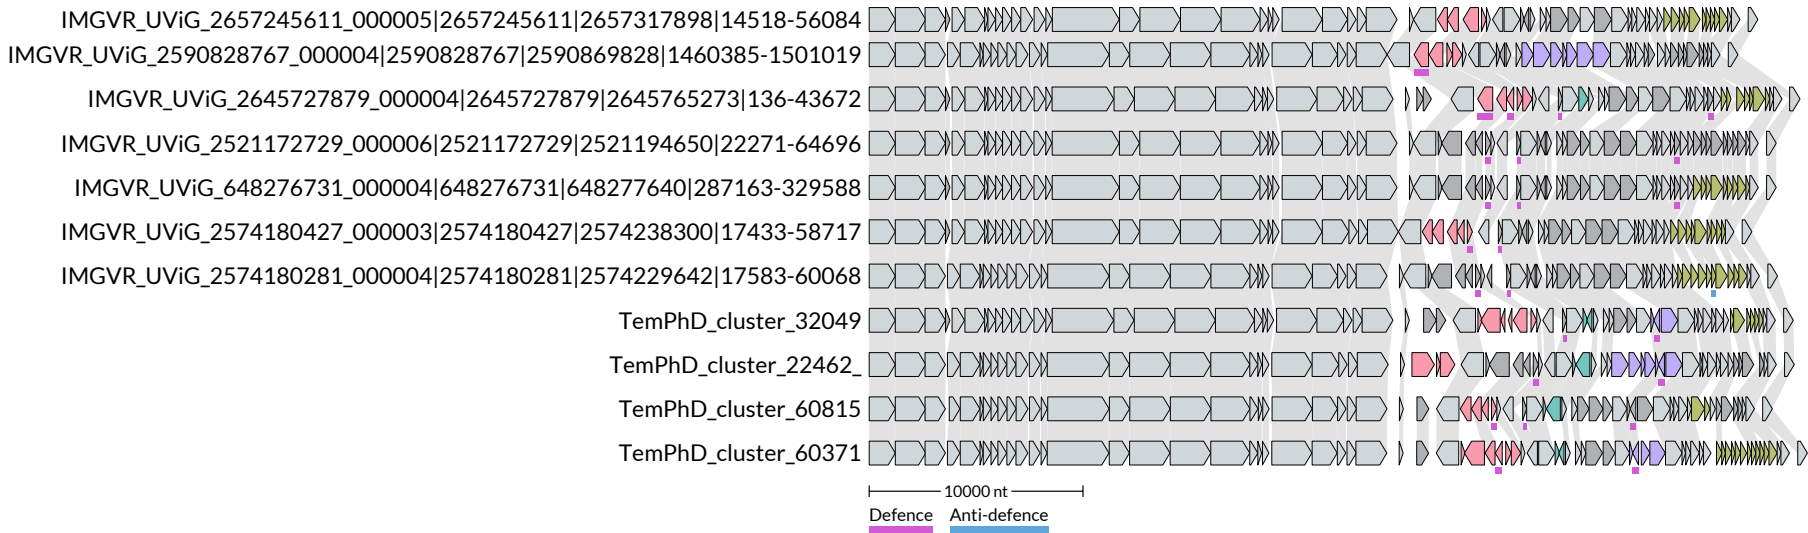 IMGVR_UViG_2657245611_000005|2657245611|2657317898|14518-56084
IMGVR_UViG_2590828767_000004|2590828767|2590869828|1460385-1501019
IMGVR_UViG_2645727879_000004|2645727879|2645765273|136-43672
IMGVR_UViG_2521172729_000006|2521172729|2521194650|22271-64696
IMGVR_UViG_648276731_000004|648276731|648277640|287163-329588
IMGVR_UViG_2574180427_000003|2574180427|2574238300|17433-58717
IMGVR_UViG_2574180281_000004|2574180281|2574229642|17583-60068
TemPhD_cluster_32049
TemPhD_cluster_22462_
TemPhD_cluster_60815
TemPhD_cluster_60371
10000 nt
Defence Anti-defence